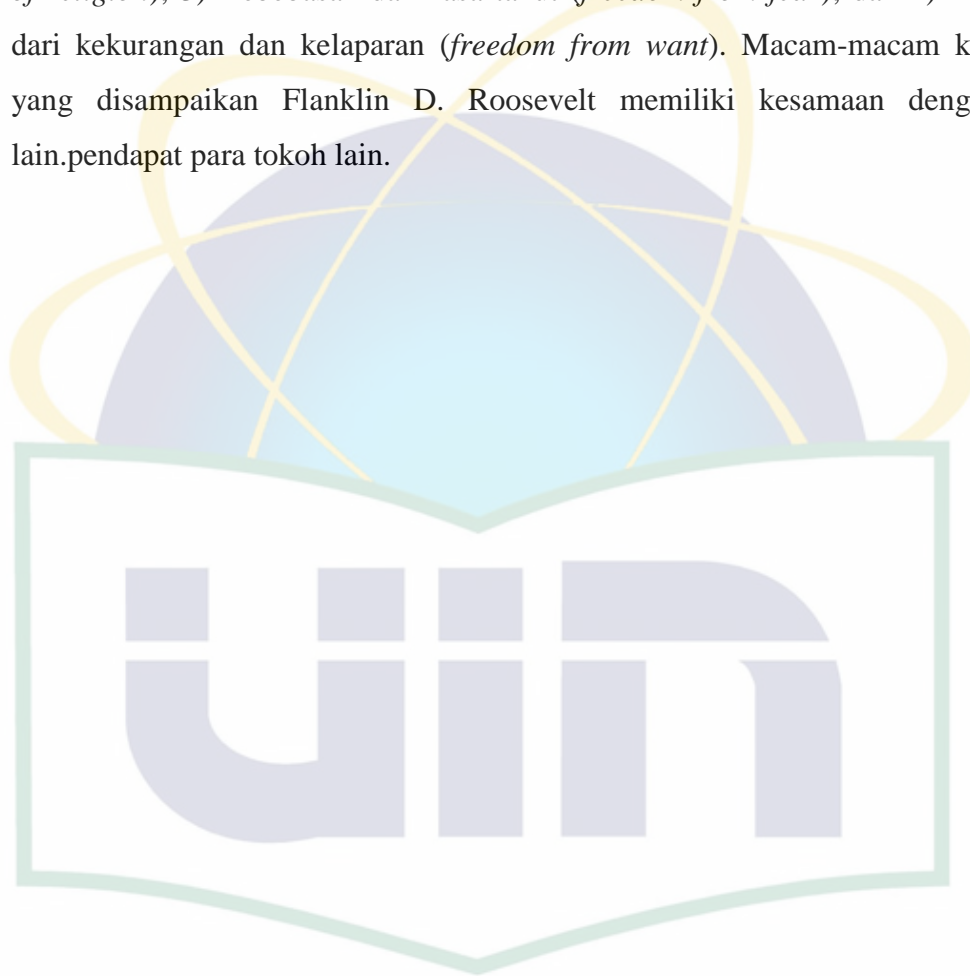 dari kekurangan dan kelaparan (freedom from want). Macam-macam k
yang disampaikan Flanklin D. Roosevelt memiliki kesamaan deng
lain.pendapat para tokoh lain.
uin